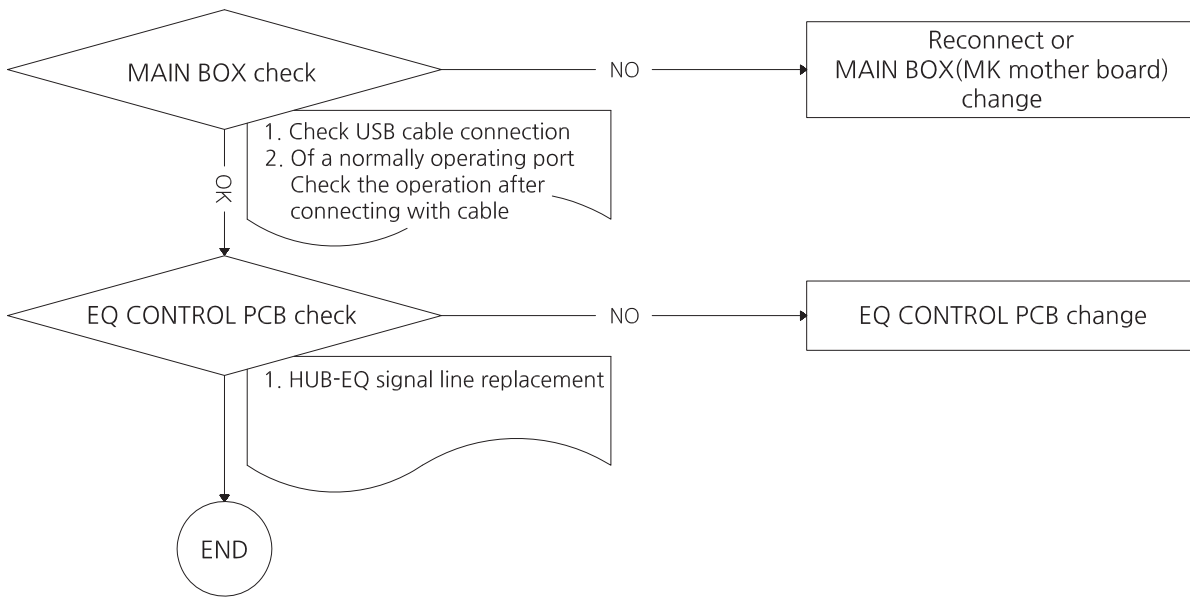 MAIN BOX check
NO
Reconnect or
MAIN BOX(MK mother board)
change
1. Check USB cable connection
2. Of a normally operating port
Check the operation after
connecting with cable
OK
EQ CONTROL PCB check
NO
EQ CONTROL PCB change
1. HUB-EQ signal line replacement
END